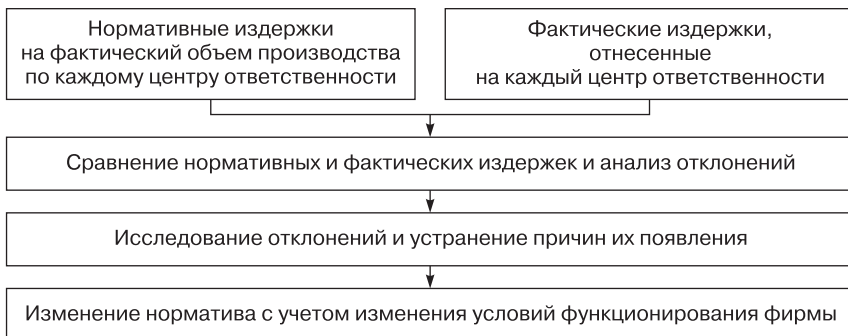 Нормативные издержки
на фактический объем производства
по каждому центру ответственности
Фактические издержки,
отнесенные
на каждый центр ответственности
Сравнение нормативных и фактических издержек и анализ отклонений
Исследование отклонений и устранение причин их появления
Изменение норматива с учетом изменения условий функционирования фирмы